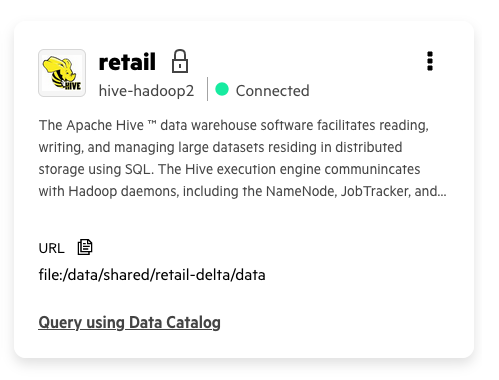 HIVE
retail
hive-hadoop2
Connected
The Apache Hive ™ data warehouse software facilitates reading,
writing, and managing large datasets residing in distributed
storage using SQL. The Hive execution engine communincates
with Hadoop daemons, including the NameNode, JobTracker, and...
URL
file:/data/shared/retail-delta/data
Query using Data Catalog